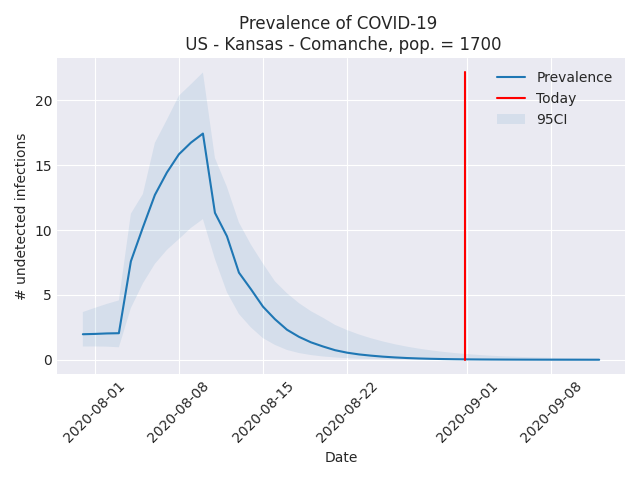 Prevalence of COVID-19
US - Kansas - Comanche, pop. = 1700
Prevalence
Today
95CI
# undetected infections
20
15
10
5
0
2020-08-01
2020-08-08
2020-08-15
2020-08-22
2020-09-01
2020-09-08
Date